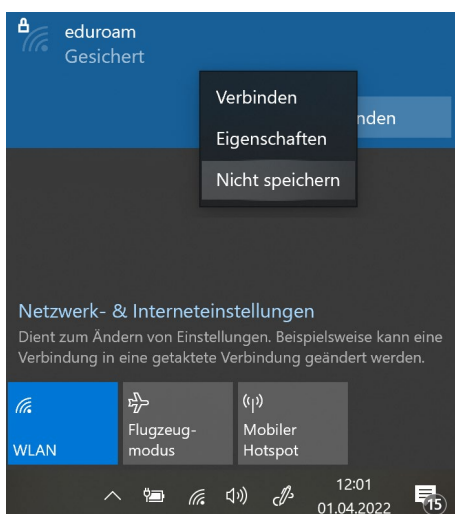 eduroam
Gesichert
Verbinden
nden
Eigenschaften
Nicht speichern
Netzwerk- & Interneteinstellungen
Dient zum Ändern von Einstellungen. Beispielsweise kann eine
Verbindung in eine getaktete Verbindung geändert werden.
WLAN
Flugzeug-
modus
Mobiler
Hotspot
12:01
01.04.2022
15